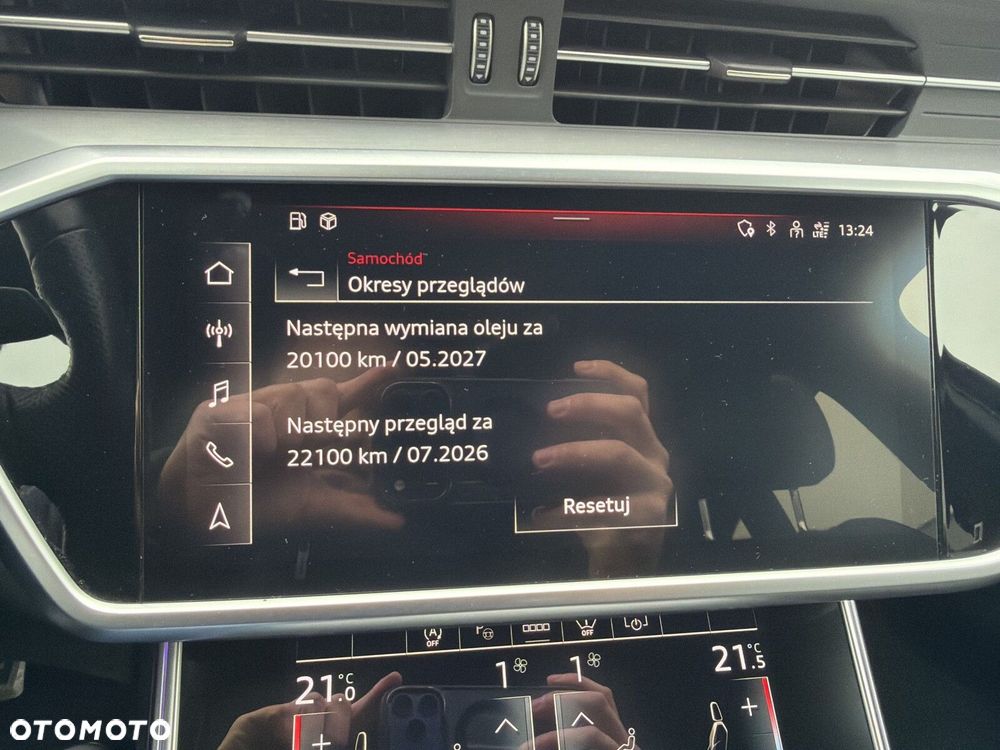 LTE 13:24
Samochód
Okresy przeglądów
Następna wymiana oleju za
20100 km / 05.2027
Następny przegląd za
22100 km / 07.2026
Resetuj
A OFF
P
OFF
21.0 °C
1
1
21.5 °C
OTOMOTO